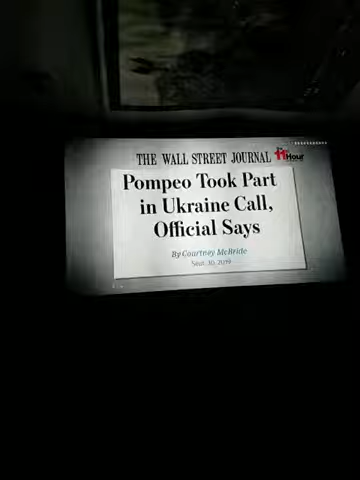 THE WALL STREET JOURNAL
11th Hour
Pompeo Took Part
in Ukraine Call,
Official Says
By Courtney McBride
Sept. 30, 2019